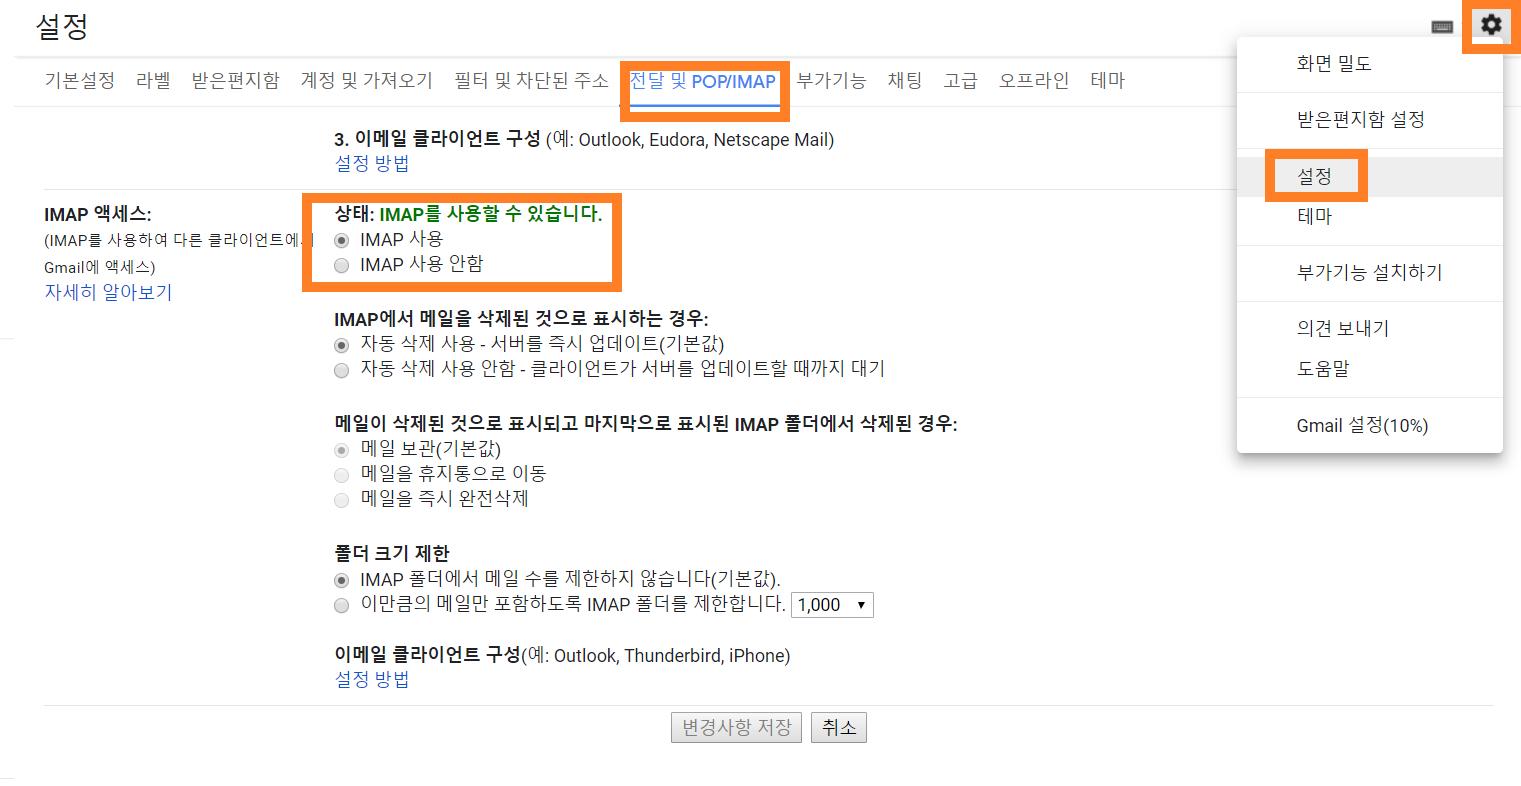 설정
기본설정 라벨 받은편지함 계정 및 가져오기 필터 및 차단된 주소 전달 및 POP/IMAP 부가기능 채팅 고급 오프라인 테마
3. 이메일 클라이언트 구성 (예: Outlook, Eudora, Netscape Mail)
설정 방법
IMAP 액세스:
(IMAP를 사용하여 다른 클라이언트에서
Gmail에 액세스)
자세히 알아보기
상태: IMAP를 사용할 수 있습니다.
IMAP 사용
IMAP 사용 안함
IMAP에서 메일을 삭제된 것으로 표시하는 경우:
자동 삭제 사용 - 서버를 즉시 업데이트(기본값)
자동 삭제 사용 안함 - 클라이언트가 서버를 업데이트할 때까지 대기
메일이 삭제된 것으로 표시되고 마지막으로 표시된 IMAP 폴더에서 삭제된 경우:
메일 보관(기본값)
메일을 휴지통으로 이동
메일을 즉시 완전삭제
폴더 크기 제한
IMAP 폴더에서 메일 수를 제한하지 않습니다(기본값).
이만큼의 메일만 포함하도록 IMAP 폴더를 제한합니다. 1,000
이메일 클라이언트 구성(예: Outlook, Thunderbird, iPhone)
설정 방법
변경사항 저장 취소
화면 밀도
받은편지함 설정
설정
테마
부가기능 설치하기
의견 보내기
도움말
Gmail 설정(10%)